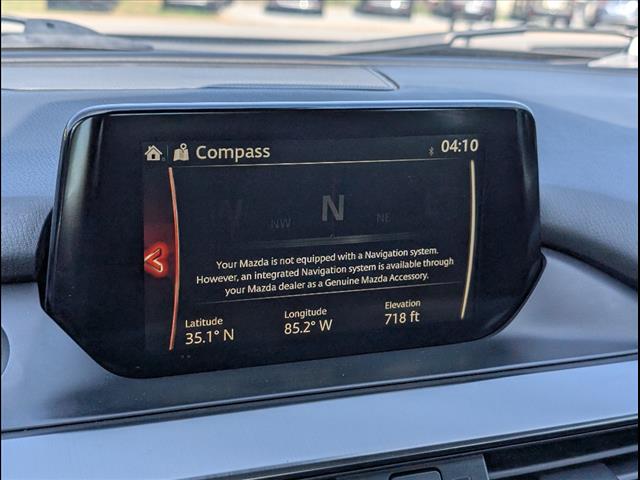 Compass
04:10
NW N NE
Your Mazda is not equipped with a Navigation system.
However, an integrated Navigation system is available through
your Mazda dealer as a Genuine Mazda Accessory.
Latitude Longitude Elevation
35.1° N 85.2° W 718 ft